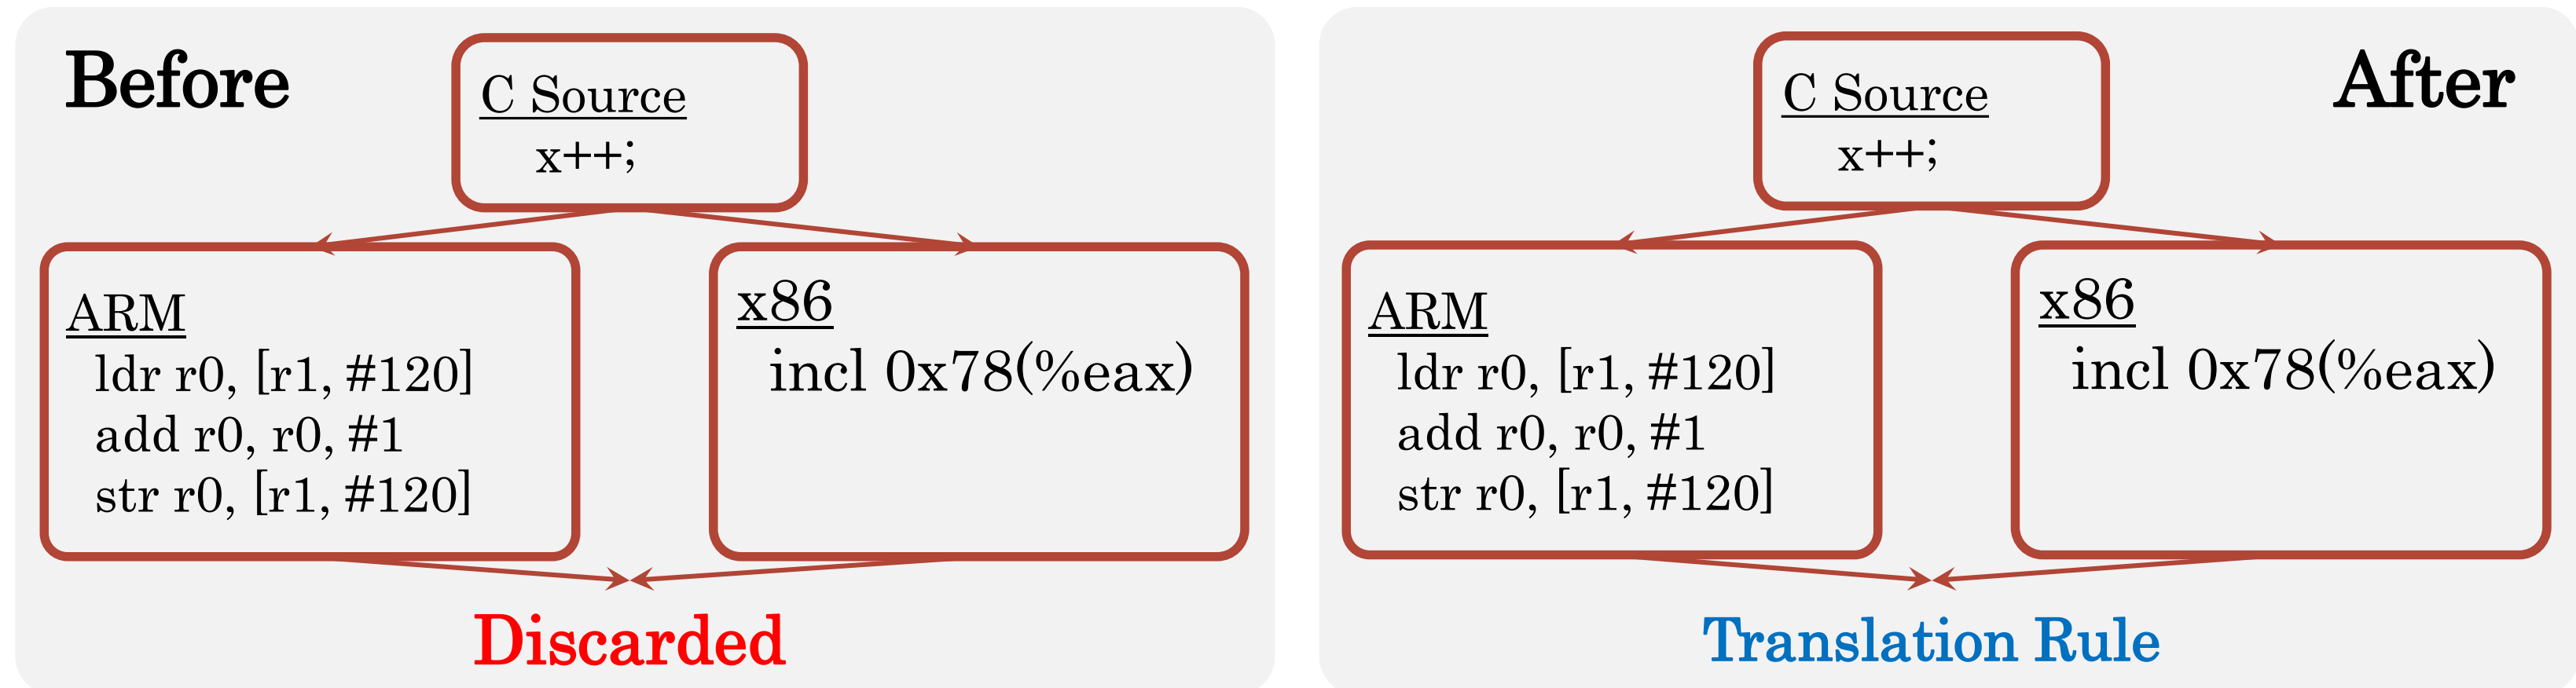 Before
C Source
x++;
ARM
ldr r0, [r1, #120]
add r0, r0, #1
str r0, [r1, #120]
x86
incl 0x78(%eax)
Discarded
After
C Source
x++;
ARM
ldr r0, [r1, #120]
add r0, r0, #1
str r0, [r1, #120]
x86
incl 0x78(%eax)
Translation Rule